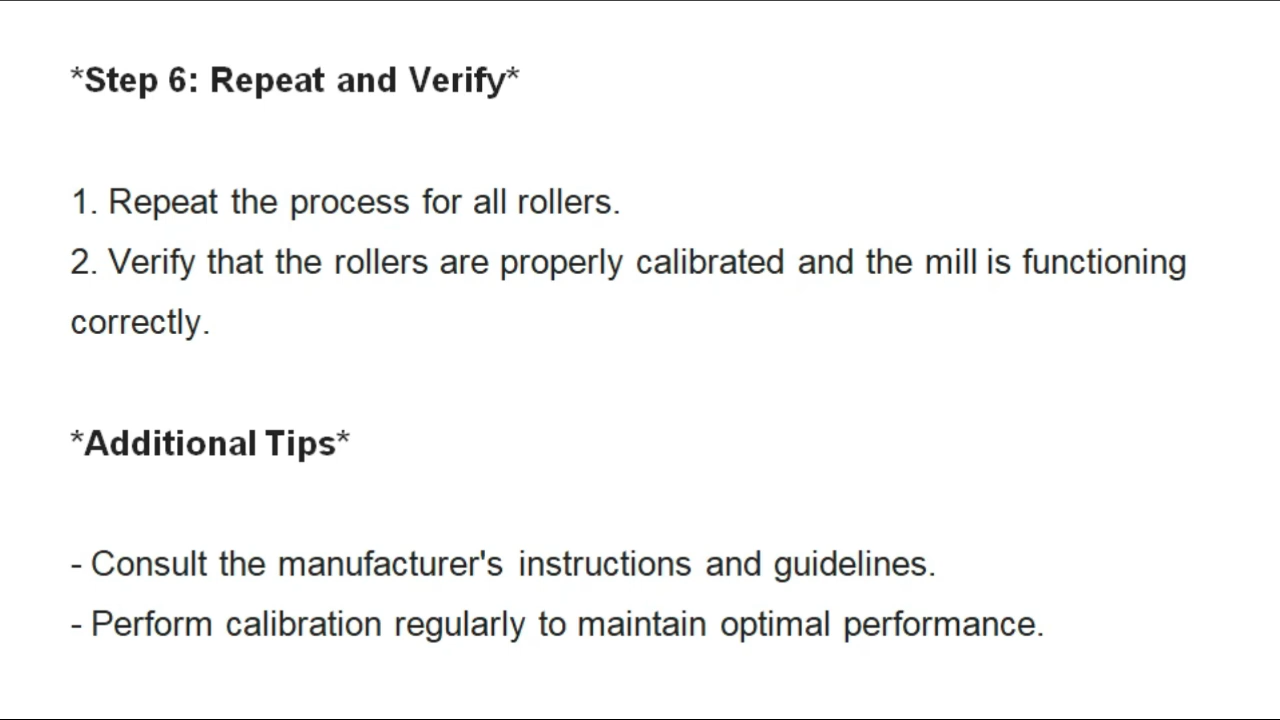 *Step 6: Repeat and Verify*
1. Repeat the process for all rollers.
2. Verify that the rollers are properly calibrated and the mill is functioning
correctly.
*Additional Tips*
- Consult the manufacturer's instructions and guidelines.
- Perform calibration regularly to maintain optimal performance.